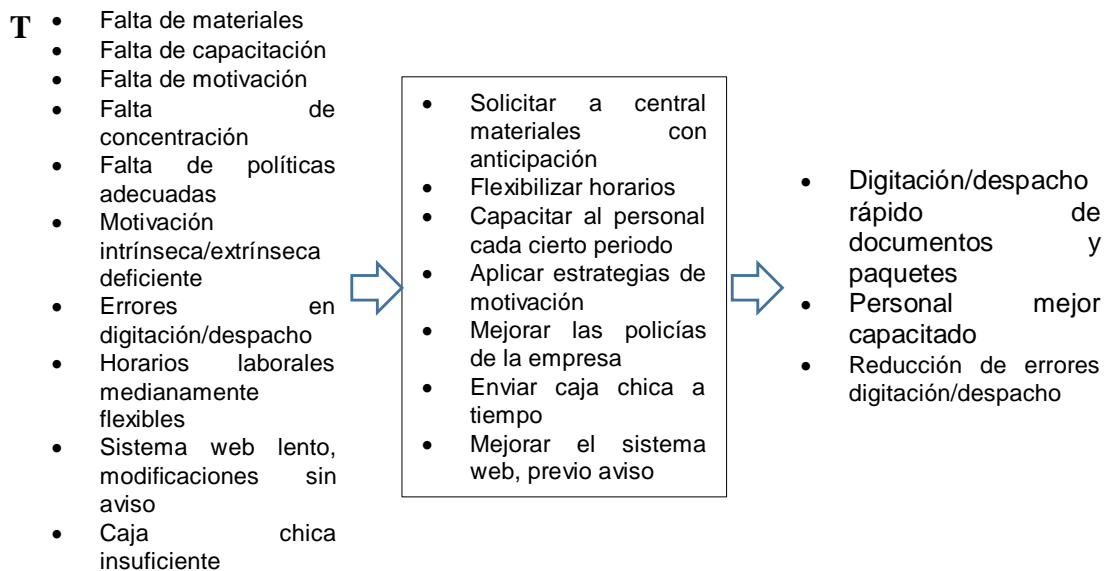 T
• Falta de materiales
• Falta de capacitación
• Falta de motivación
• Falta de
concentración
• Falta de políticas
adecuadas
• Motivación
intrínseca/extrínseca
deficiente
• Errores en
digitación/despacho
• Horarios laborales
medianamente
flexibles
• Sistema web lento,
modificaciones sin
aviso
• Caja chica
insuficiente
• Solicitar a central
materiales con
anticipación
• Flexibilizar horarios
• Capacitar al personal
cada cierto periodo
• Aplicar estrategias de
motivación
• Mejorar las policías
de la empresa
• Enviar caja chica a
tiempo
• Mejorar el sistema
web, previo aviso
• Digitación/despacho
rápido de
documentos y
paquetes
• Personal mejor
capacitado
• Reducción de errores
digitación/despacho